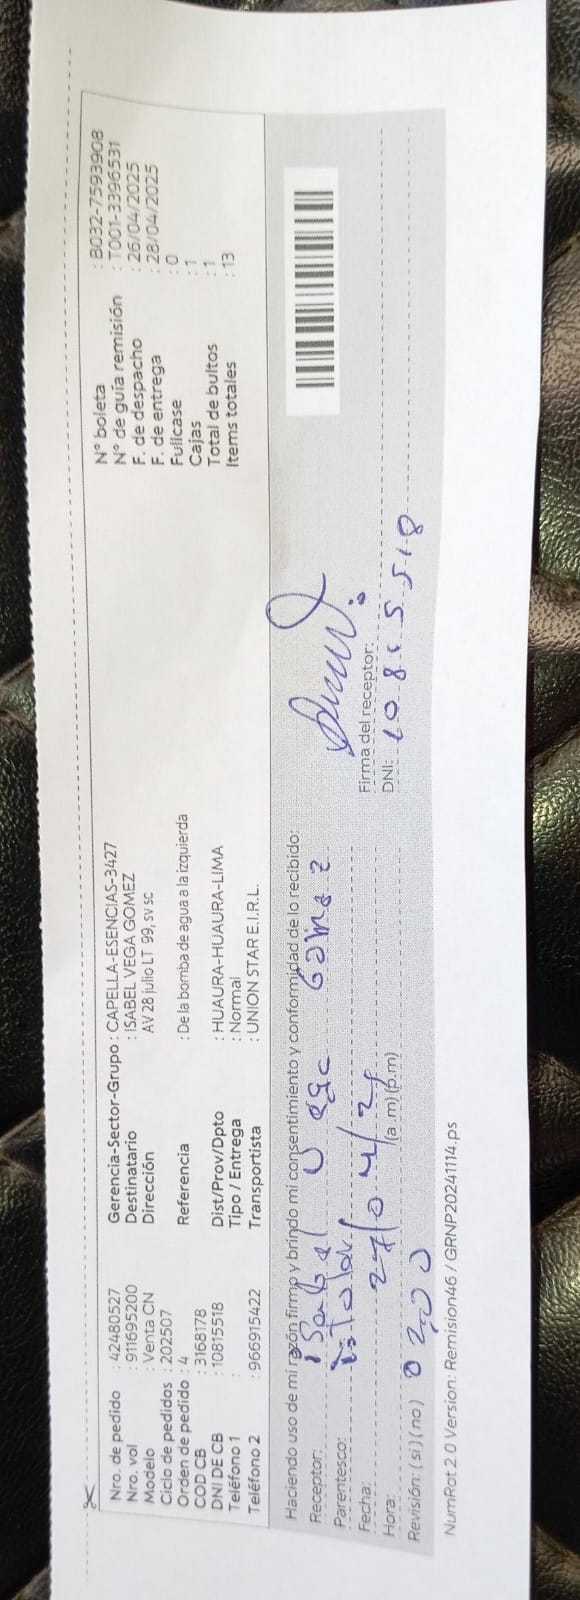 Nro. de pedido : 42480527
Nro. vol : 911695200
Modelo : Venta CN
Ciclo de pedidos : 202507
Orden de pedido : 4
COD CB : 3168178
DNI DE CB : 10815518
Teléfono 1 :
Teléfono 2 : 966915422
Gerencia-Sector-Grupo : CAPELLA-ESENCIAS-3427
Destinatario : ISABEL VEGA GOMEZ
Dirección AV 28 julio LT 99, sv sc
Referencia : De la bomba de agua a la izquierda
Dist/Prov/Dpto : HUAURA-HUAURA-LIMA
Tipo / Entrega : Normal
Transportista : UNION STAR E.I.R.L.
N° boleta : B032-7593908
N° de guía remisión : T001-3396531
F. de despacho : 26/04/2025
F. de entrega : 28/04/2025
Fullcase : 0
Cajas : 1
Total de bultos : 1
Items totales : 13
Haciendo uso de mi razón firmo y brindo mi consentimiento y conformidad de lo recibido:
Receptor: Isabel Vega Gomez
Parentesco: titular
Fecha: 27/04/25
Hora: (a.m) (p.m)
Revisión: (si) (no) 02,00
Firma del receptor:
DNI: 10815518
NumRot 2 0 Version: Remision46 / GRNP20241114.ps